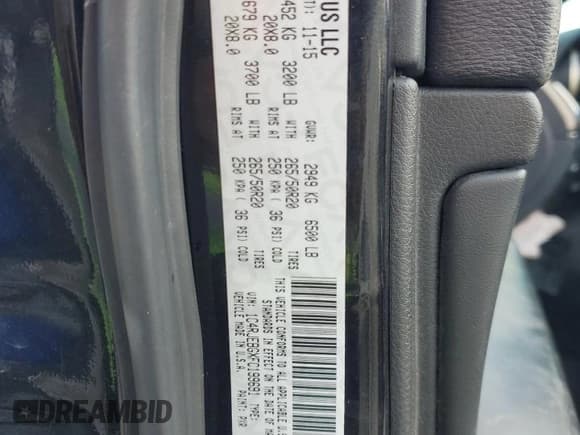 US LLC
11-15
GVWR: 2949 KG 6500 LB
452 KG 3200 LB WITH 265/50R20 TIRES
20X8.0 RIMS AT 250 KPA ( 36 PSI) COLD
679 KG 3700 LB WITH 265/50R20 TIRES
20X8.0 RIMS AT 250 KPA ( 36 PSI) COLD
THIS VEHICLE CONFORMS TO ALL APPLICABLE U.S
STANDARDS IN EFFECT ON THE DATE OF MA
VEHICLE MADE IN U.S.A. PAINT: PXR
DREAMBID